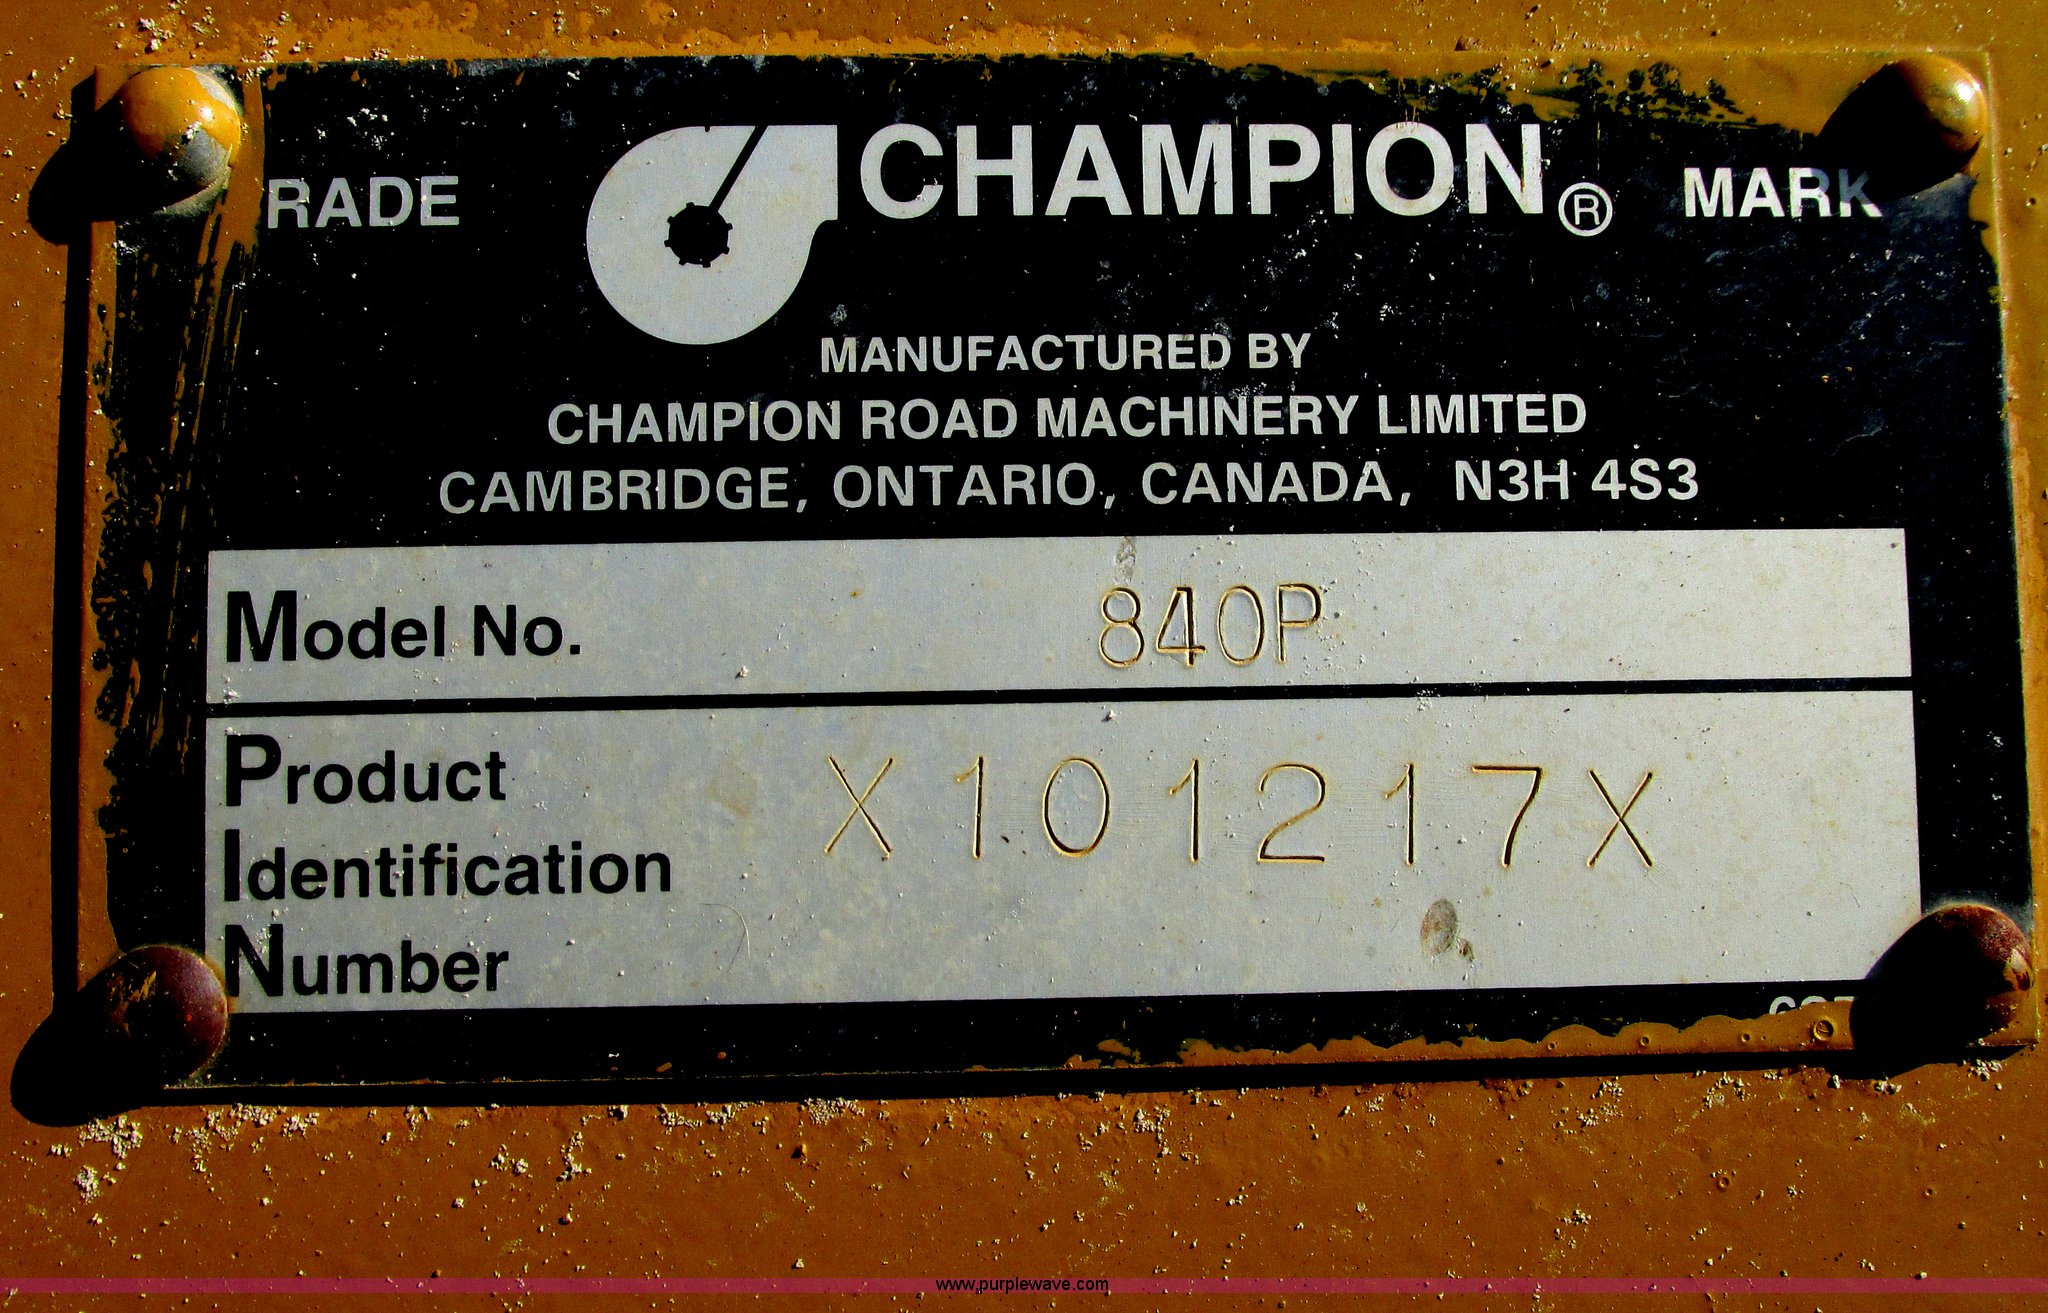 RADE CHAMPION® MARK
MANUFACTURED BY
CHAMPION ROAD MACHINERY LIMITED
CAMBRIDGE, ONTARIO, CANADA, N3H 4S3
Model No. 840P
Product X101217X
Identification
Number
www.purplewave.com